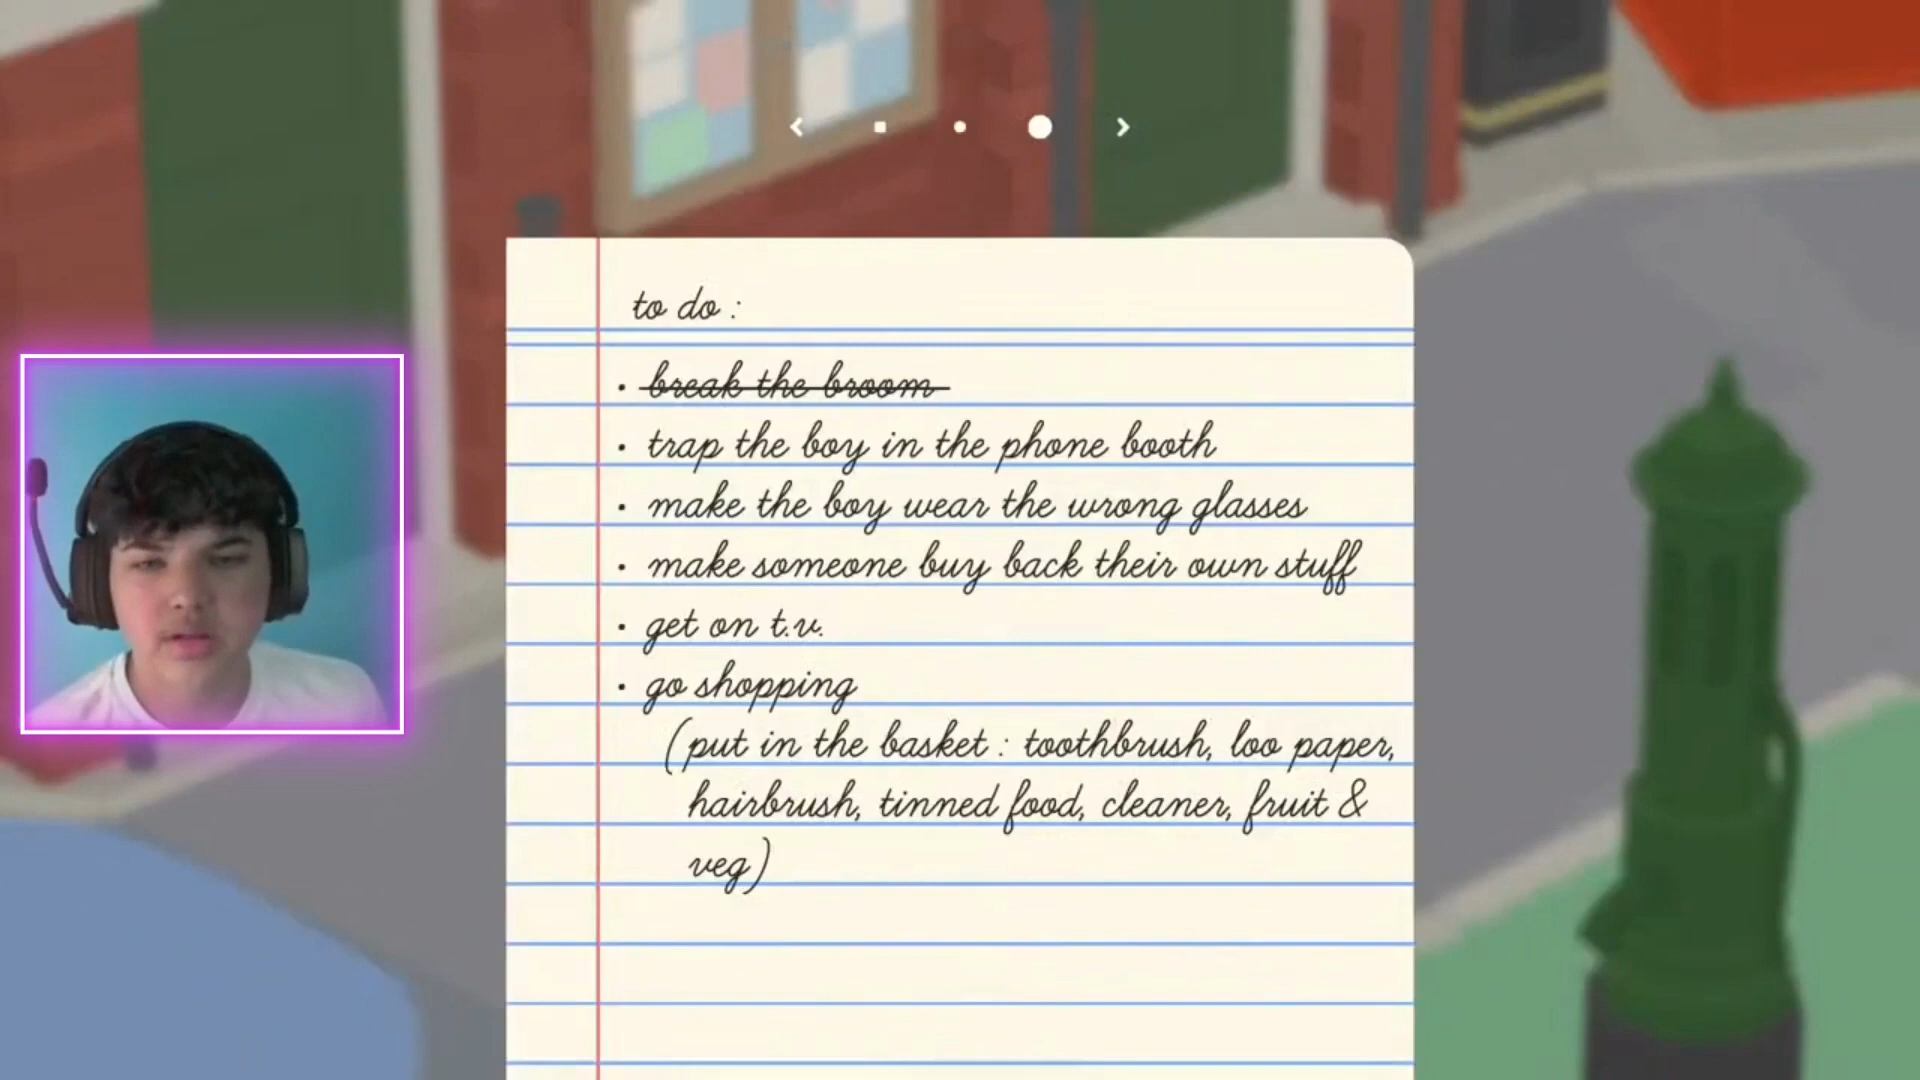 to do :
• break the broom
• trap the boy in the phone booth
• make the boy wear the wrong glasses
• make someone buy back their own stuff
• get on t.v.
• go shopping
(put in the basket : toothbrush, loo paper,
hairbrush, tinned food, cleaner, fruit &
veg)